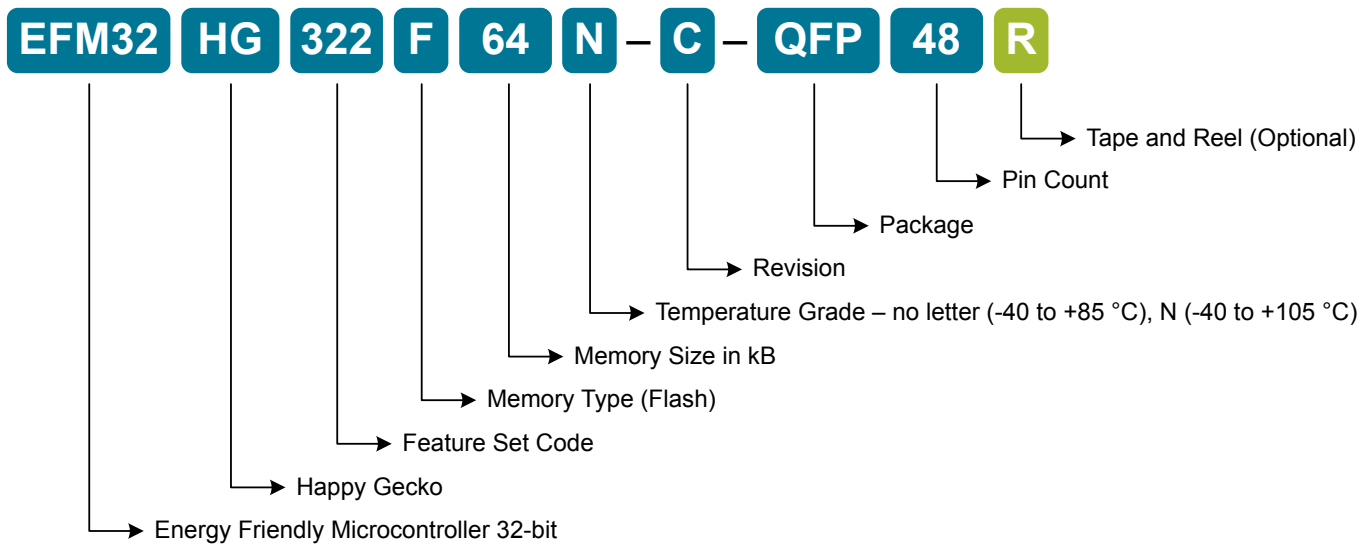 EFM32 HG 322 F 64 N – C – QFP 48 R
Tape and Reel (Optional)
Pin Count
Package
Revision
Temperature Grade – no letter (-40 to +85 °C), N (-40 to +105 °C)
Memory Size in kB
Memory Type (Flash)
Feature Set Code
Happy Gecko
Energy Friendly Microcontroller 32-bit